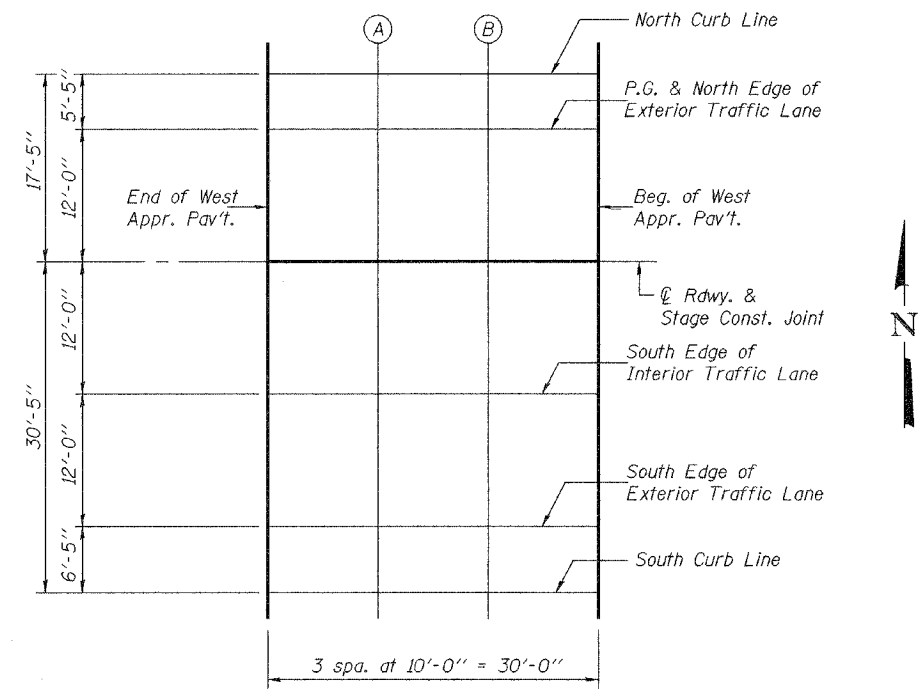 A
B
North Curb Line
P.G. & North Edge of
Exterior Traffic Lane
17'-5"
5'-5"
12'-0"
End of West
Appr. Pav't.
Beg. of West
Appr. Pav't.
℄ Rdwy. &
Stage Const. Joint
N
30'-5"
12'-0"
South Edge of
Interior Traffic Lane
12'-0"
South Edge of
Exterior Traffic Lane
6'-5"
South Curb Line
3 spa. at 10'-0" = 30'-0"